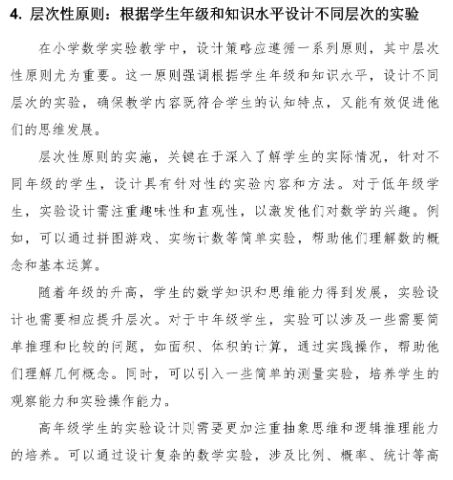 4. 层次性原则：根据学生年级和知识水平设计不同层次的实验
在小学数学实验教学中，设计策略应遵循一系列原则，其中层次
性原则尤为重要。这一原则强调根据学生年级和知识水平，设计不同
层次的实验，确保教学内容既符合学生的认知特点，又能有效促进他
们的思维发展。
层次性原则的实施，关键在于深入了解学生的实际情况，针对不
同年级的学生，设计具有针对性的实验内容和方法。对于低年级学
生，实验设计需注重趣味性和直观性，以激发他们对数学的兴趣。例
如，可以通过拼图游戏、实物计数等简单实验，帮助他们理解数的概
念和基本运算。
随着年级的升高，学生的数学知识和思维能力得到发展，实验设
计也需要相应提升层次。对于中年级学生，实验可以涉及一些需要简
单推理和比较的问题，如面积、体积的计算，通过实践操作，帮助他
们理解几何概念。同时，可以引入一些简单的测量实验，培养学生的
观察能力和实验操作能力。
高年级学生的实验设计则需要更加注重抽象思维和逻辑推理能力
的培养。可以通过设计复杂的数学实验，涉及比例、概率、统计等高